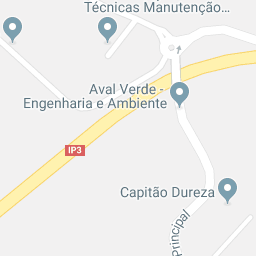 Técnicas Manutenção...
Aval Verde -
Engenharia e Ambiente
IP3
Capitão Dureza
Principal